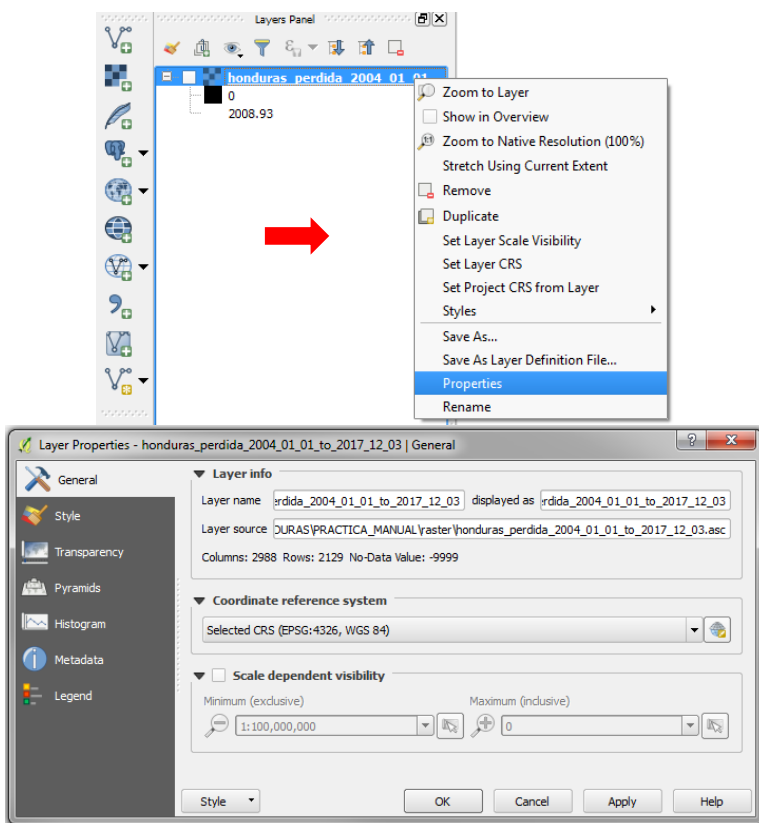 Layers Panel
honduras_perdida_2004_01_01
0
2008.93
Zoom to Layer
Show in Overview
Zoom to Native Resolution (100%)
Stretch Using Current Extent
Remove
Duplicate
Set Layer Scale Visibility
Set Layer CRS
Set Project CRS from Layer
Styles
Save As...
Save As Layer Definition File...
Properties
Rename
Layer Properties - honduras_perdida_2004_01_01_to_2017_12_03 | General
General
Style
Transparency
Pyramids
Histogram
Metadata
Legend
Layer info
Layer name erdida_2004_01_01_to_2017_12_03 displayed as erdida_2004_01_01_to_2017_12_03
Layer source DURAS\PRACTICA_MANUAL\raster\honduras_perdida_2004_01_01_to_2017_12_03.asc
Columns: 2988 Rows: 2129 No-Data Value: -9999
Coordinate reference system
Selected CRS (EPSG:4326, WGS 84)
Scale dependent visibility
Minimum (exclusive) Maximum (inclusive)
1:100,000,000 0
Style OK Cancel Apply Help